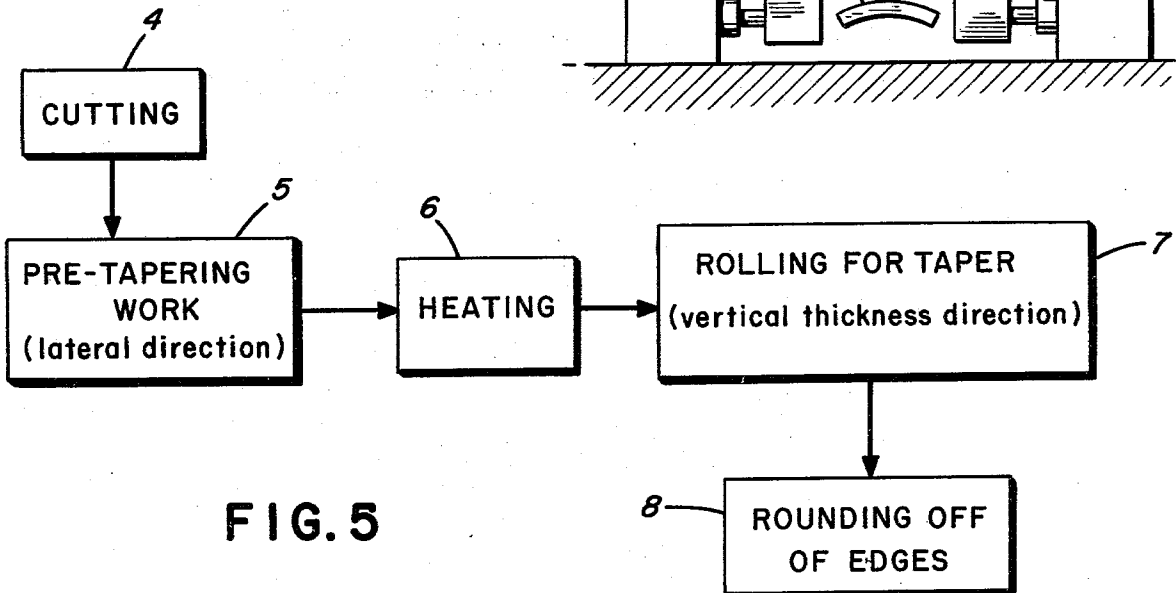 4
CUTTING
5
PRE-TAPERING
WORK
(lateral direction)
6
HEATING
7
ROLLING FOR TAPER
(vertical thickness direction)
8
ROUNDING OFF
OF EDGES
FIG. 5